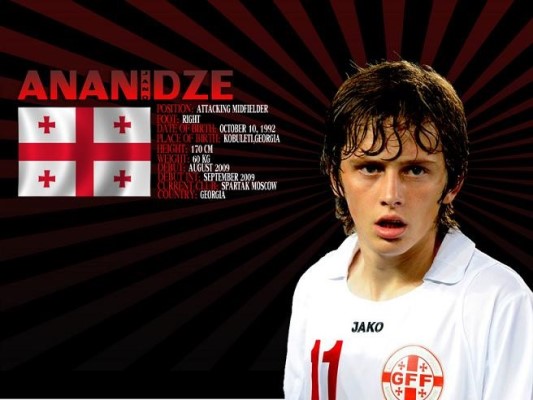 ANANIDZE
POSITION: ATTACKING MIDFIELDER
FOOT: RIGHT
DATE OF BIRTH: OCTOBER 10, 1992
PLACE OF BIRTH: KOBULETI,GEORGIA
HEIGHT: 170 CM
WEIGHT: 60 KG
DEBUT: AUGUST 2009
DEBUT INT.: SEPTEMBER 2009
CURRENT CLUB: SPARTAK MOSCOW
COUNTRY: GEORGIA
JAKO
11
GFF